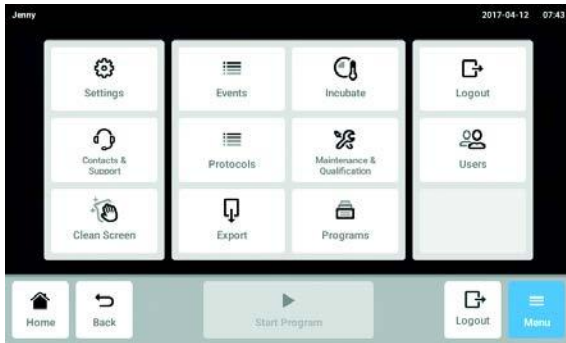 Jenny 2017-04-12 07:43
Settings Events Incubate Logout
Contacts &
Support
Protocols
Maintenance &
Qualification
Users
Clean Screen Export Programs
Home Back Start Program Logout Menu